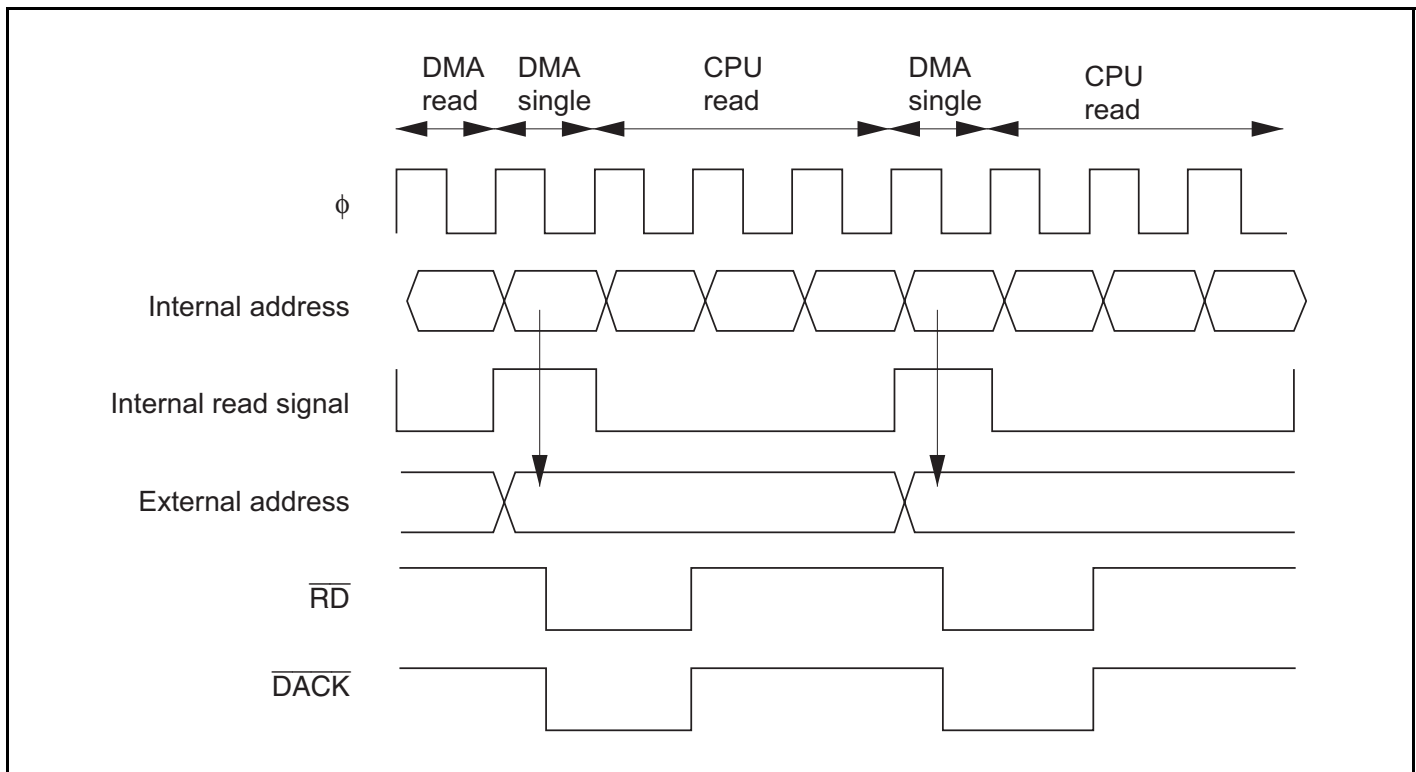 DMA read
DMA single
CPU read
DMA single
CPU read
ϕ
Internal address
Internal read signal
External address
RD
DACK